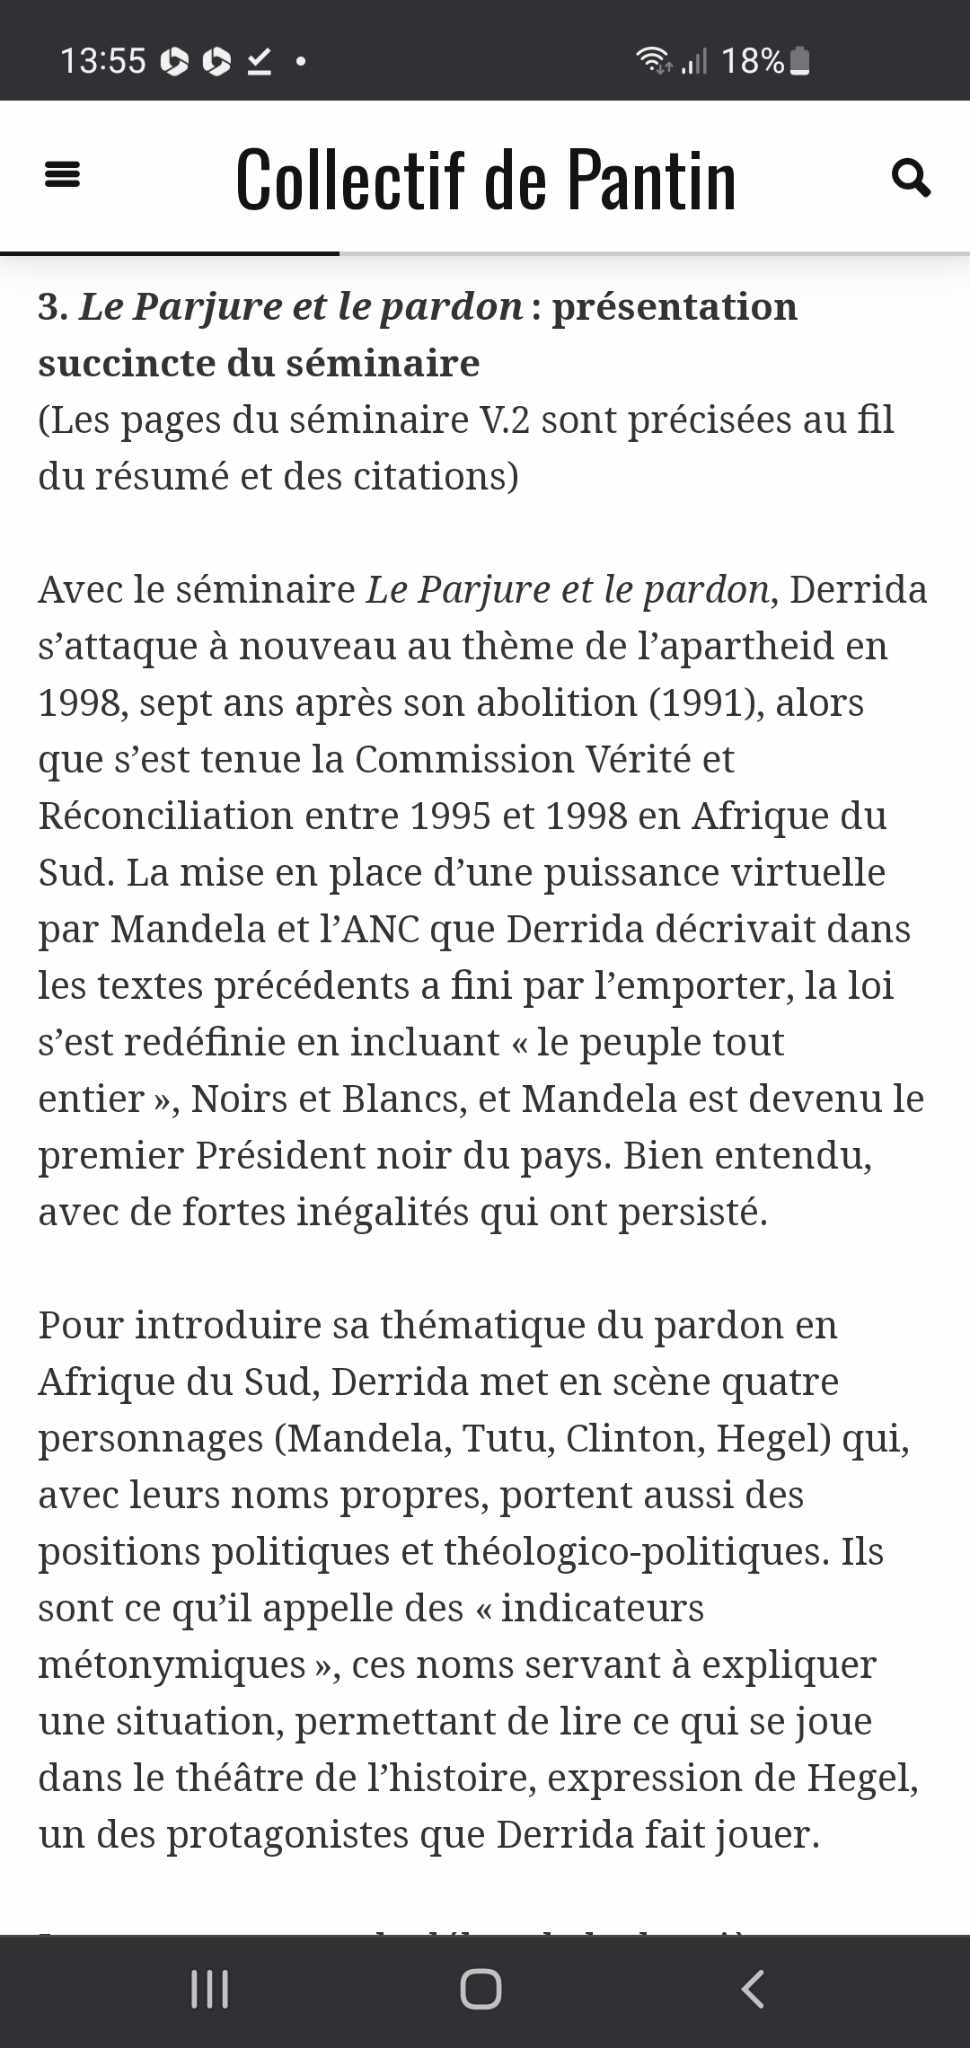 13:55
18%
Collectif de Pantin
3. Le Parjure et le pardon : présentation
succincte du séminaire
(Les pages du séminaire V.2 sont précisées au fil
du résumé et des citations)
Avec le séminaire Le Parjure et le pardon, Derrida
s’attaque à nouveau au thème de l’apartheid en
1998, sept ans après son abolition (1991), alors
que s’est tenue la Commission Vérité et
Réconciliation entre 1995 et 1998 en Afrique du
Sud. La mise en place d’une puissance virtuelle
par Mandela et l’ANC que Derrida décrivait dans
les textes précédents a fini par l’emporter, la loi
s’est redéfinie en incluant « le peuple tout
entier », Noirs et Blancs, et Mandela est devenu le
premier Président noir du pays. Bien entendu,
avec de fortes inégalités qui ont persisté.
Pour introduire sa thématique du pardon en
Afrique du Sud, Derrida met en scène quatre
personnages (Mandela, Tutu, Clinton, Hegel) qui,
avec leurs noms propres, portent aussi des
positions politiques et théologico-politiques. Ils
sont ce qu’il appelle des « indicateurs
métonymiques », ces noms servant à expliquer
une situation, permettant de lire ce qui se joue
dans le théâtre de l’histoire, expression de Hegel,
un des protagonistes que Derrida fait jouer.